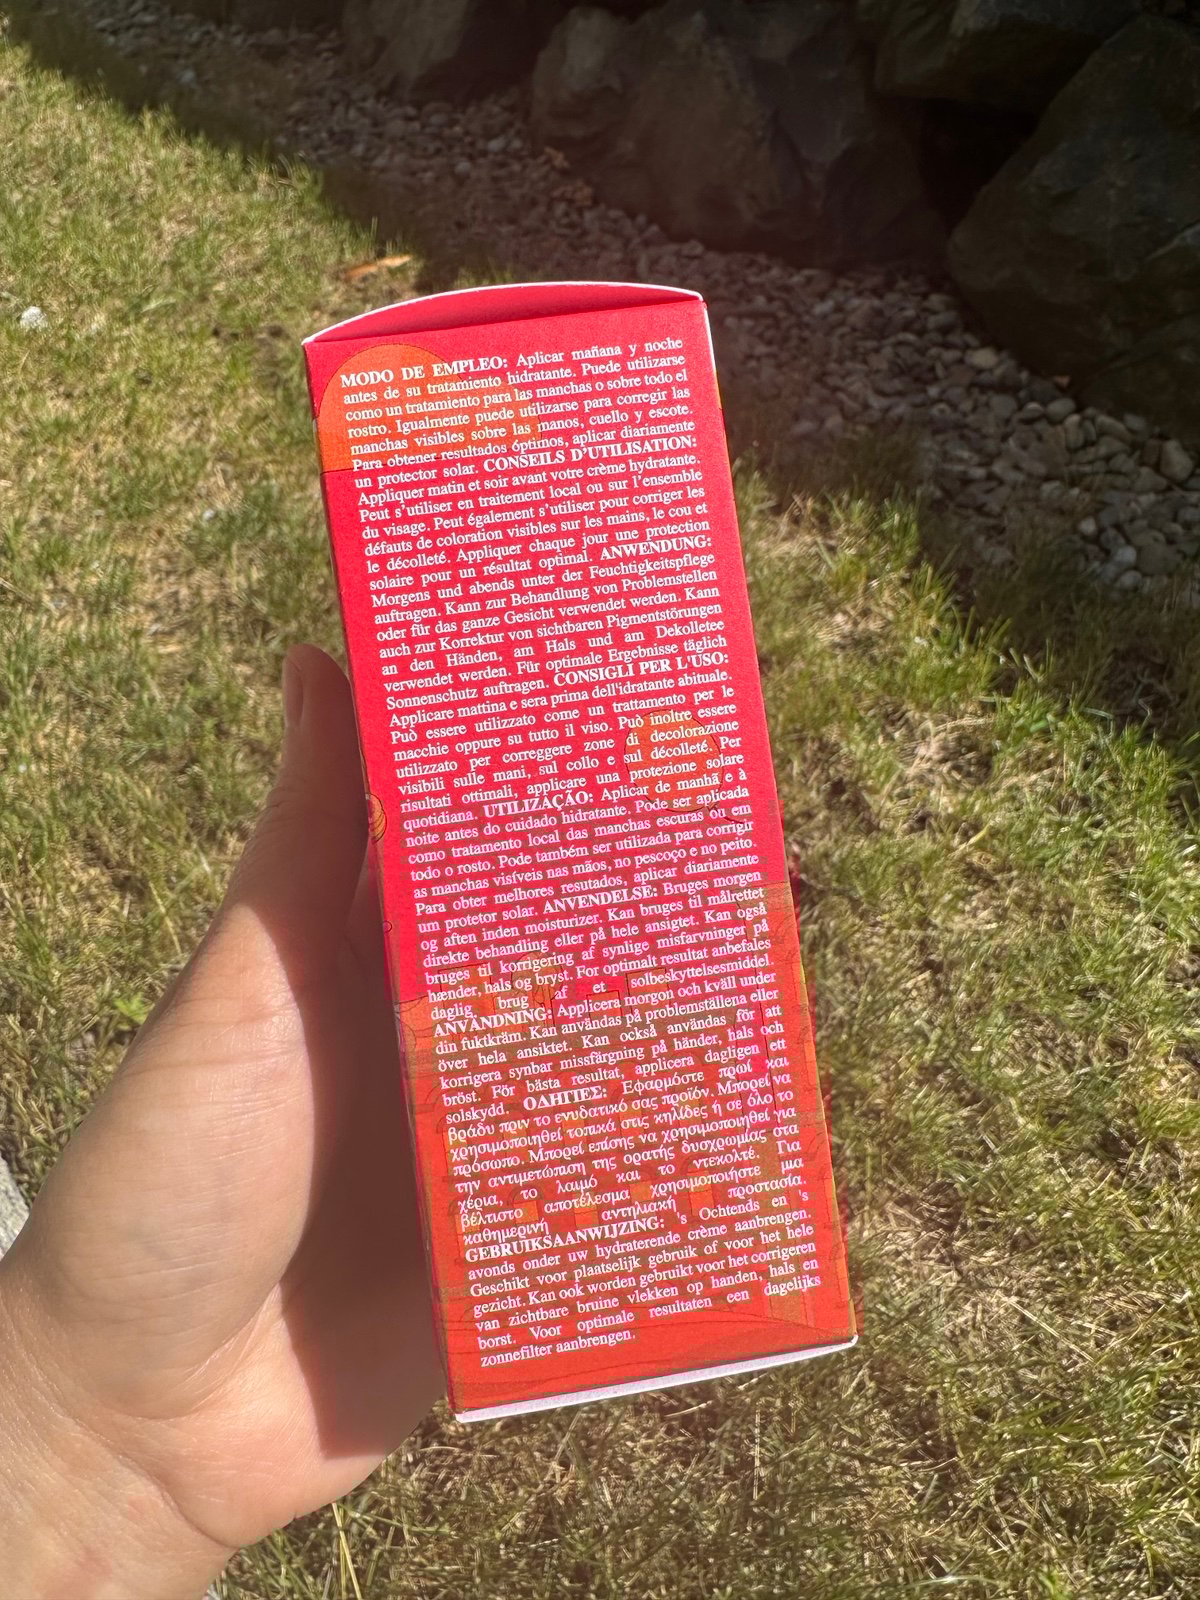 MODO DE EMPLEO: Aplicar mañana y noche
antes de su tratamiento hidratante. Puede utilizarse
como un tratamiento para las manchas o sobre todo el
rostro. Igualmente puede utilizarse para corregir las
manchas visibles sobre las manos, cuello y escote.
Para obtener resultados óptimos, aplicar diariamente
un protector solar. CONSEILS D'UTILISATION:
Appliquer matin et soir avant votre crème hydratante.
Peut s'utiliser en traitement local ou sur l'ensemble
du visage. Peut également s'utiliser pour corriger les
défauts de coloration visibles sur les mains, le cou et
le décolleté. Appliquer chaque jour une protection
solaire pour un résultat optimal. ANWENDUNG:
Morgens und abends unter der Feuchtigkeitspflege
auftragen. Kann zur Behandlung von Problemstellen
oder für das ganze Gesicht verwendet werden. Kann
auch zur Korrektur von sichtbaren Pigmentstörungen
an den Händen, am Hals und am Dekolletee
verwendet werden. Für optimale Ergebnisse täglich
Sonnenschutz auftragen. CONSIGLI PER L'USO:
Applicare mattina e sera prima dell'idratante abituale.
Può essere utilizzato come un trattamento per le
macchie oppure su tutto il viso. Può inoltre essere
utilizzato per correggere zone di decolorazione
visibili sulle mani, sul collo e sul décolleté. Per
risultati ottimali, applicare una protezione solare
quotidiana. UTILIZAÇÃO: Aplicar de manhã e à
noite antes do cuidado hidratante. Pode ser aplicada
como tratamento local das manchas escuras ou em
todo o rosto. Pode também ser utilizada para corrigir
as manchas visíveis nas mãos, no pescoço e no peito.
Para obter melhores resutados, aplicar diariamente
um protetor solar. ANVENDELSE: Bruges morgen
og aften inden moisturizer. Kan bruges til målrettet
direkte behandling eller på hele ansigtet. Kan også
bruges til korrigering af synlige misfarvninger på
hænder, hals og bryst. For optimalt resultat anbefales
daglig brug af et solbeskyttelsesmiddel.
ANVÄNDNING: Applicera morgon och kväll under
din fuktkräm. Kan användas på problemställena eller
över hela ansiktet. Kan också användas för att
korrigera synbar missfärgning på händer, hals och
bröst. För bästa resultat, applicera dagligen ett
solskydd. ΟΔΗΓΙΕΣ: Εφαρμόστε πρωί και
βράδυ πριν το ενυδατικό σας προϊόν. Μπορεί να
χρησιμοποιηθεί τοπικά στις κηλίδες ή σε όλο το
πρόσωπο. Μπορεί επίσης να χρησιμοποιηθεί για
την αντιμετώπιση της ορατής δυσχρωμίας στα
χέρια, το λαιμό και το ντεκολτέ. Για
βέλτιστο αποτέλεσμα χρησιμοποιήστε μια
καθημερινή αντηλιακή προστασία.
GEBRUIKSAANWIJZING: 's Ochtends en 's
avonds onder uw hydraterende crème aanbrengen.
Geschikt voor plaatselijk gebruik of voor het hele
gezicht. Kan ook worden gebruikt voor het corrigeren
van zichtbare bruine vlekken op handen, hals en
borst. Voor optimale resultaten een dagelijks
zonnefilter aanbrengen.